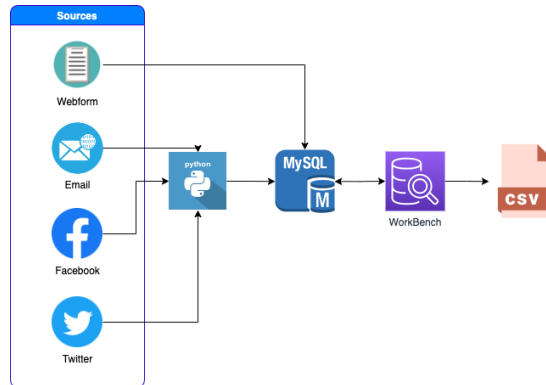 Sources
Webform
Email
python
MySQL
M
WorkBench
CSV
Facebook
Twitter